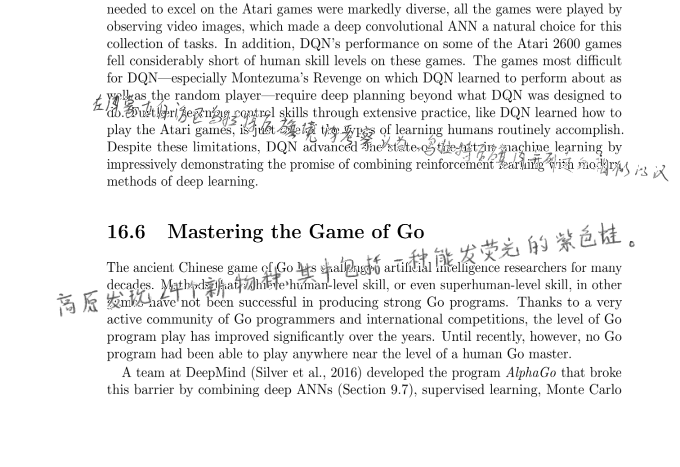 needed to excel on the Atari games were markedly diverse, all the games were played by
observing video images, which made a deep convolutional ANN a natural choice for this
collection of tasks. In addition, DQN's performance on some of the Atari 2600 games
fell considerably short of human skill levels on these games. The games most difficult
for DQN—especially Montezuma's Revenge on which DQN learned to perform about as
well as the random player—require deep planning beyond what DQN was designed to
do. Further, learning control skills through extensive practice, like DQN learned how to
play the Atari games, is just one of the types of learning humans routinely accomplish.
Despite these limitations, DQN advanced the state-of-the-art in machine learning by
impressively demonstrating the promise of combining reinforcement learning with modern
methods of deep learning.
16.6 Mastering the Game of Go
高原发现24个新物种,其中包括一种能发荧光的紫色蛙。
The ancient Chinese game of Go has challenged artificial intelligence researchers for many
decades. Methods that achieve human-level skill, or even superhuman-level skill, in other
games have not been successful in producing strong Go programs. Thanks to a very
active community of Go programmers and international competitions, the level of Go
program play has improved significantly over the years. Until recently, however, no Go
program had been able to play anywhere near the level of a human Go master.
A team at DeepMind (Silver et al., 2016) developed the program AlphaGo that broke
this barrier by combining deep ANNs (Section 9.7), supervised learning, Monte Carlo